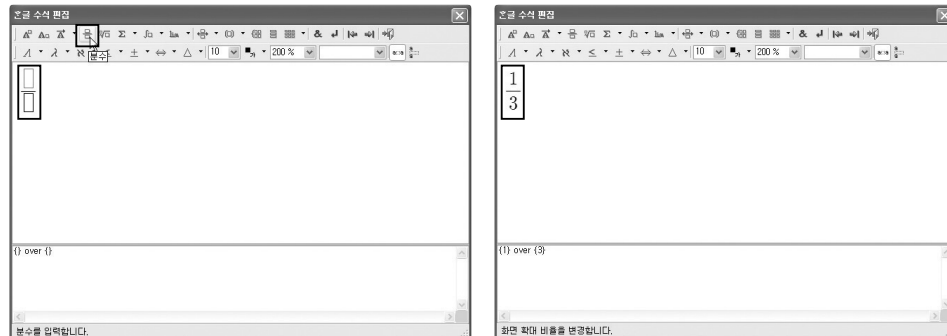 한글 수식 편집
분수
10
200 %
{} over {}
분수를 입력합니다.
한글 수식 편집
10
200 %
1
3
{1} over {3}
화면 확대 비율을 변경합니다.